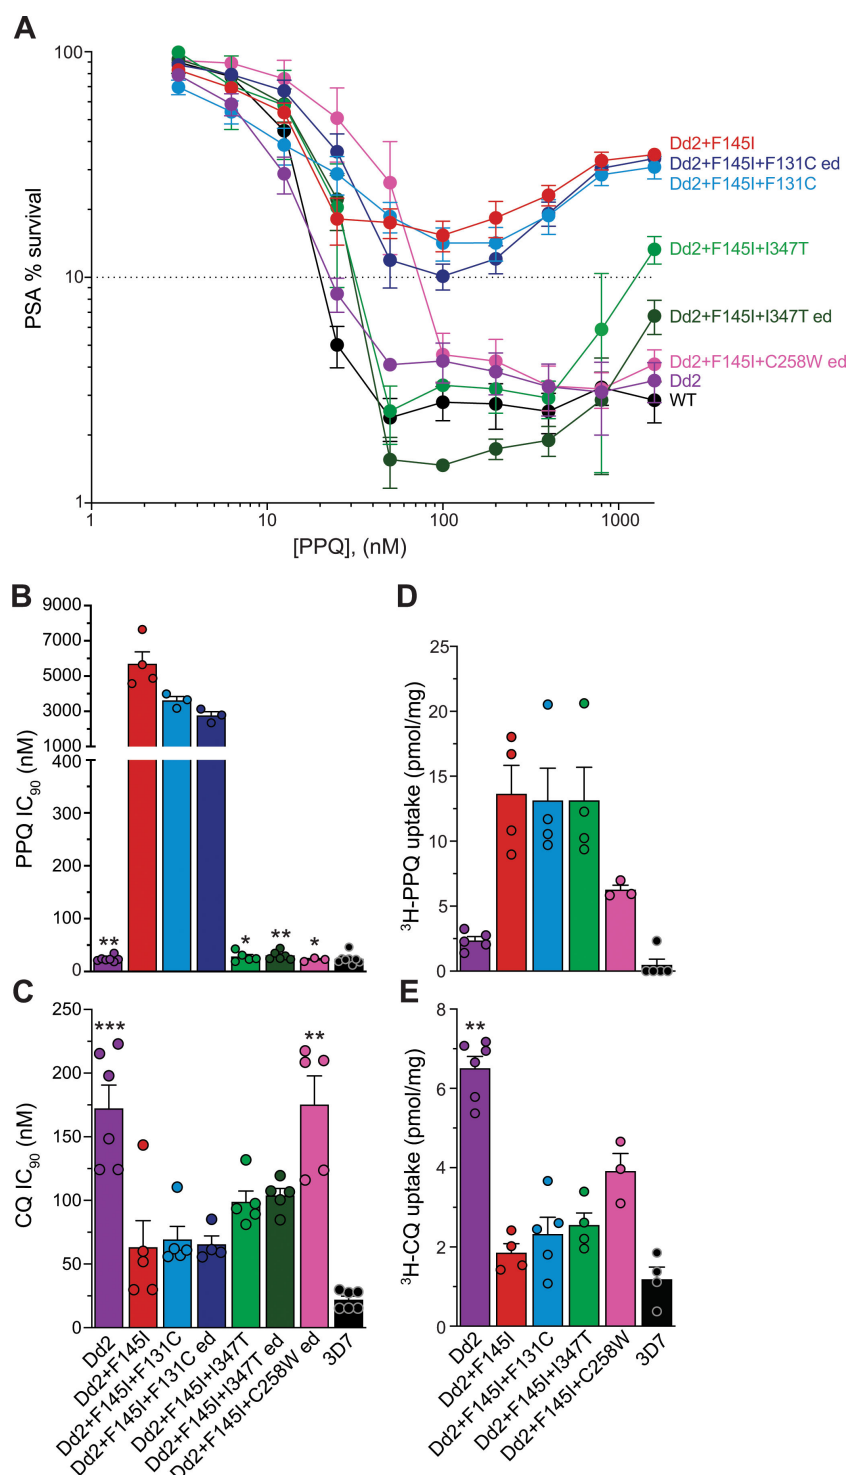 A
PSA % survival
100
10
1
1
10
100
1000
[PPQ], (nM)
Dd2+F145I
Dd2+F145I+F131C ed
Dd2+F145I+F131C
Dd2+F145I+I347T
Dd2+F145I+I347T ed
Dd2+F145I+C258W ed
Dd2
WT
B
PPQ IC90 (nM)
9000
7000
5000
3000
1000
400
300
200
100
0
**
*
**
*
D
³H-PPQ uptake (pmol/mg)
25
20
15
10
5
0
C
CQ IC90 (nM)
250
200
150
100
50
0
***
**
Dd2
Dd2+F145I
Dd2+F145I+F131C
Dd2+F145I+F131C ed
Dd2+F145I+I347T
Dd2+F145I+I347T ed
Dd2+F145I+C258W ed
3D7
E
³H-CQ uptake (pmol/mg)
8
6
4
2
0
**
Dd2
Dd2+F145I
Dd2+F145I+F131C
Dd2+F145I+I347T
Dd2+F145I+C258W
3D7